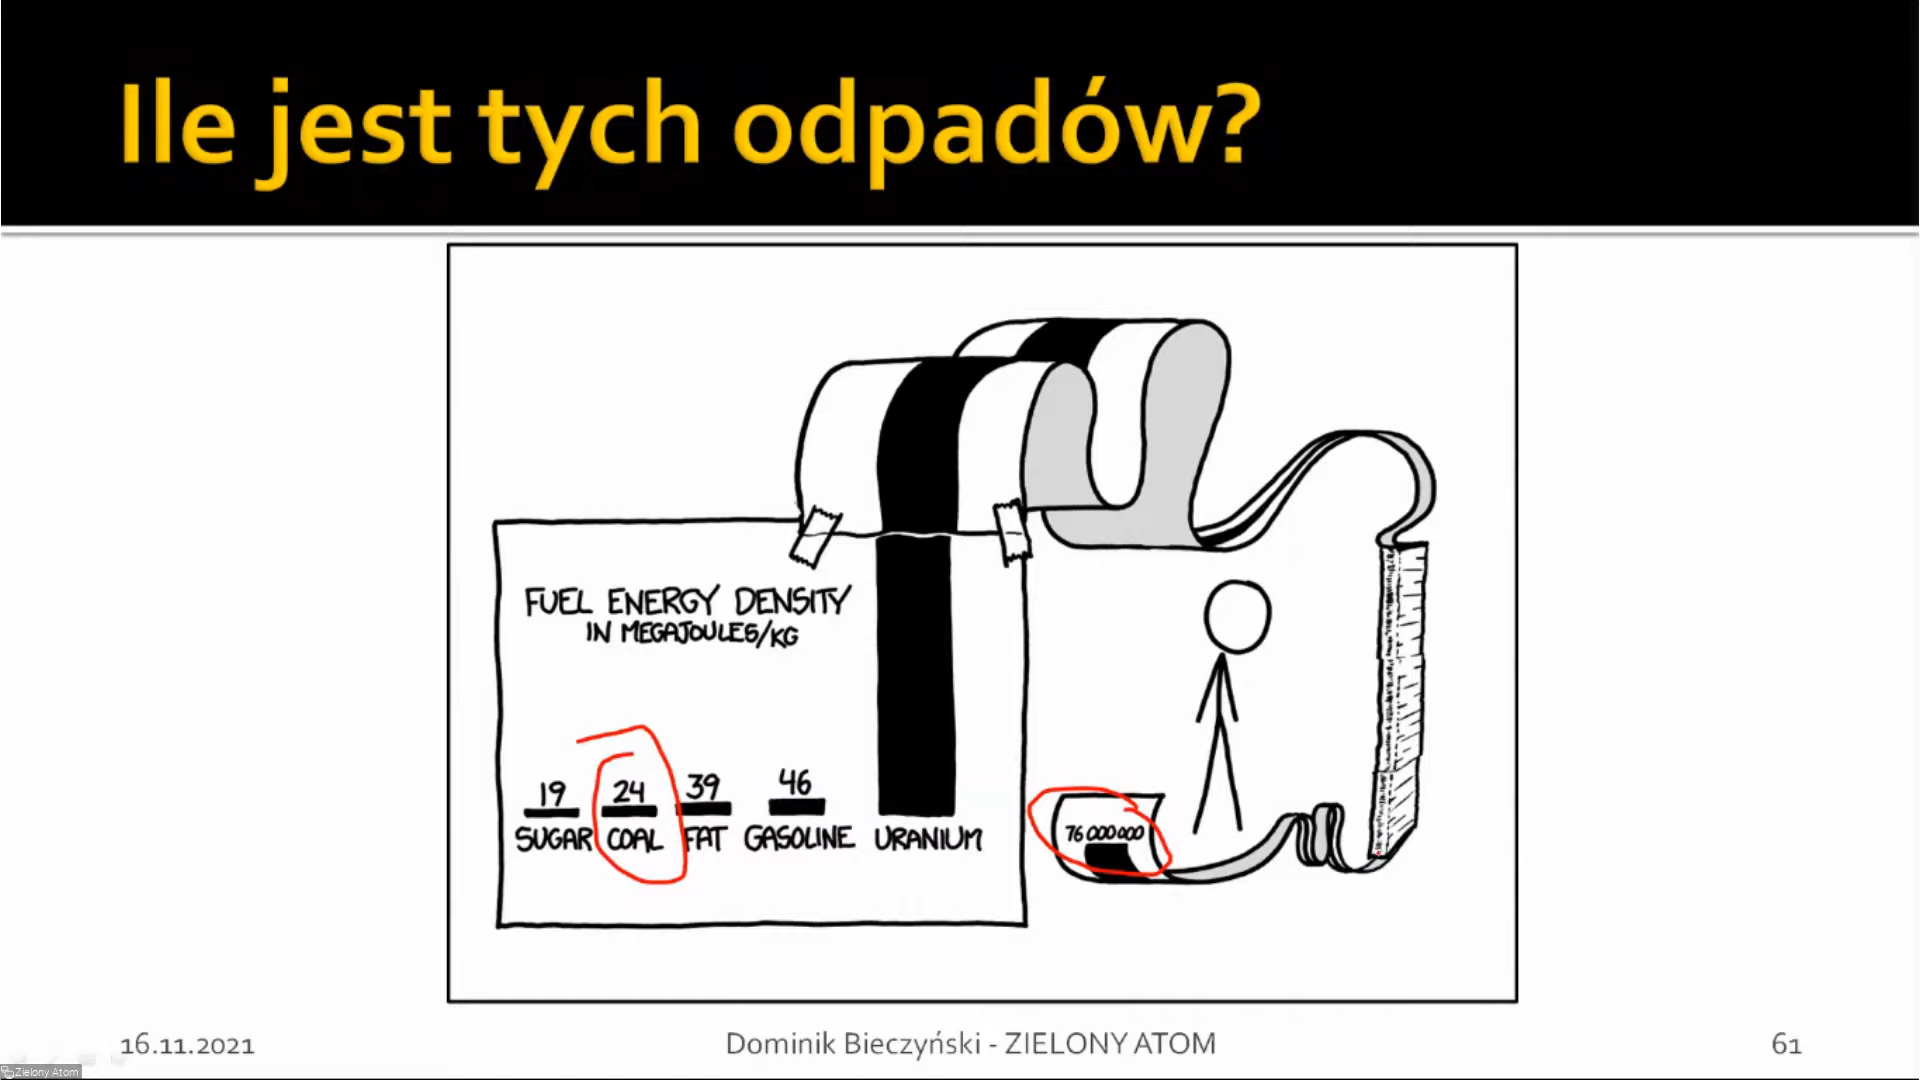 Ile jest tych odpadów?
FUEL ENERGY DENSITY
IN MEGAJOULES/KG
19 24 39 46
SUGAR COAL FAT GASOLINE URANIUM
76 000 000
16.11.2021 Dominik Bieczyński - ZIELONY ATOM 61
Zielony Atom